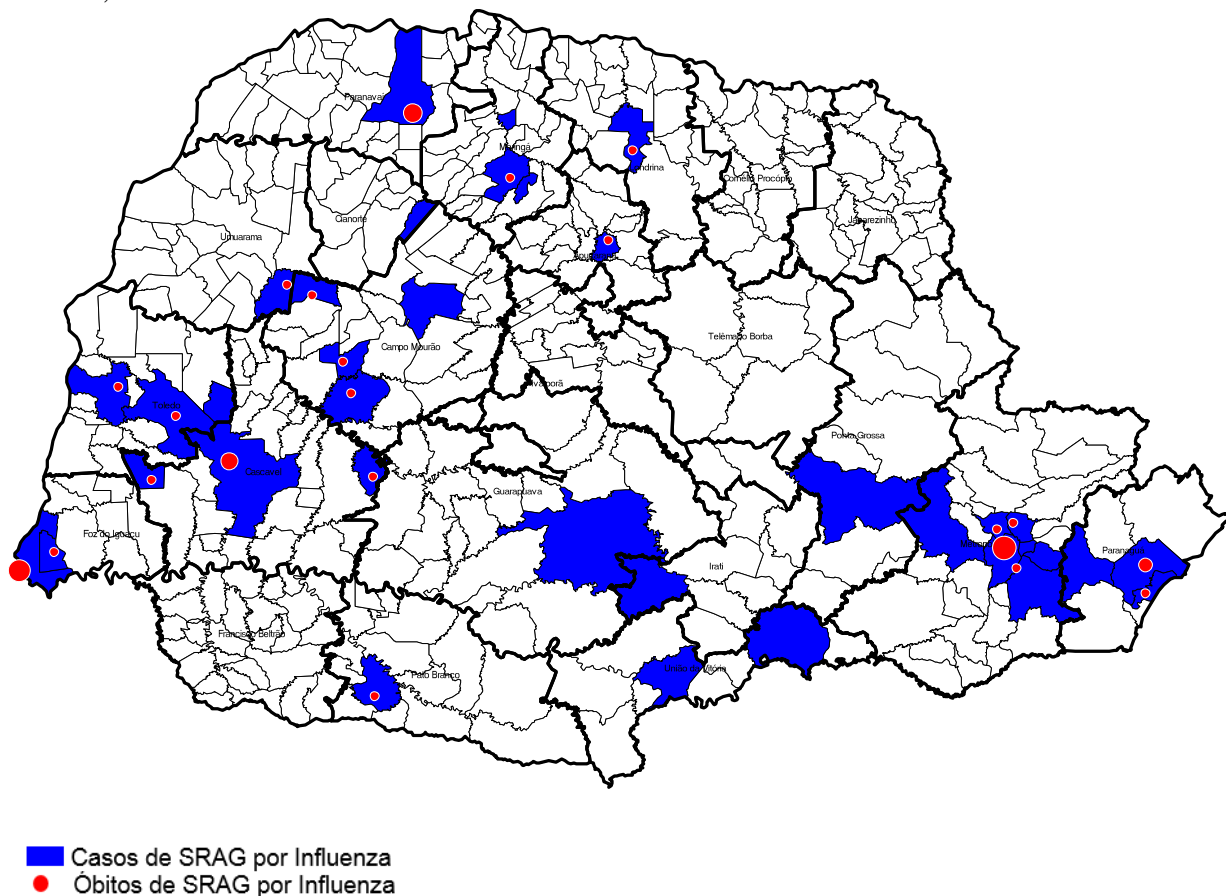 Paranavaí
Maringá
Londrina
Cornélio Procópio
Jacarezinho
Cianorte
Umuarama
Apucarana
Telêmaco Borba
Campo Mourão
Ivaiporã
Toledo
Ponta Grossa
Cascavel
Guarapuava
Foz do Iguaçu
Paranaguá
Irati
Francisco Beltrão
União da Vitória
Pato Branco
Casos de SRAG por Influenza
Óbitos de SRAG por Influenza